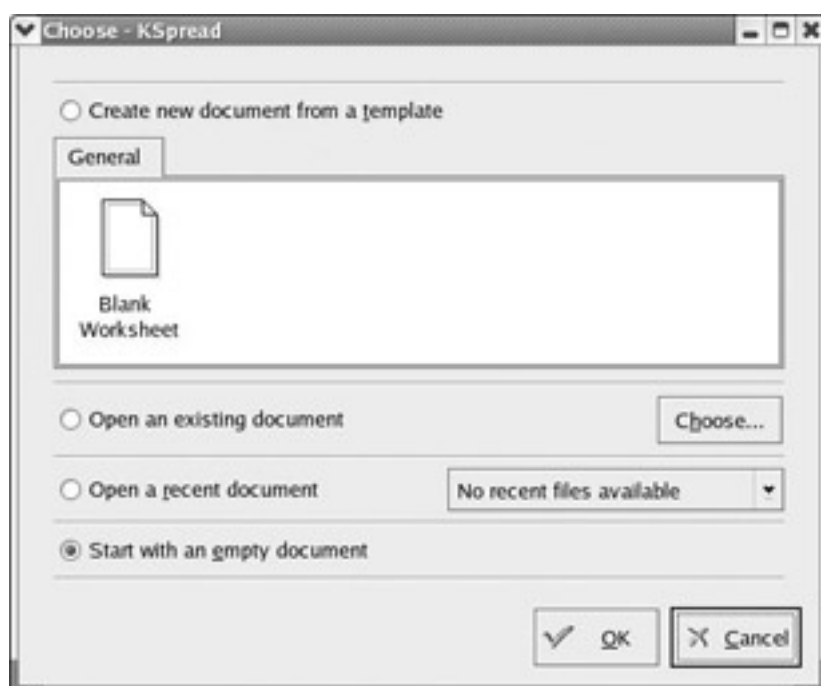 Choose - KSpread
Create new document from a template
General
Blank
Worksheet
Open an existing document
Choose...
Open a recent document
No recent files available
Start with an empty document
OK
Cancel